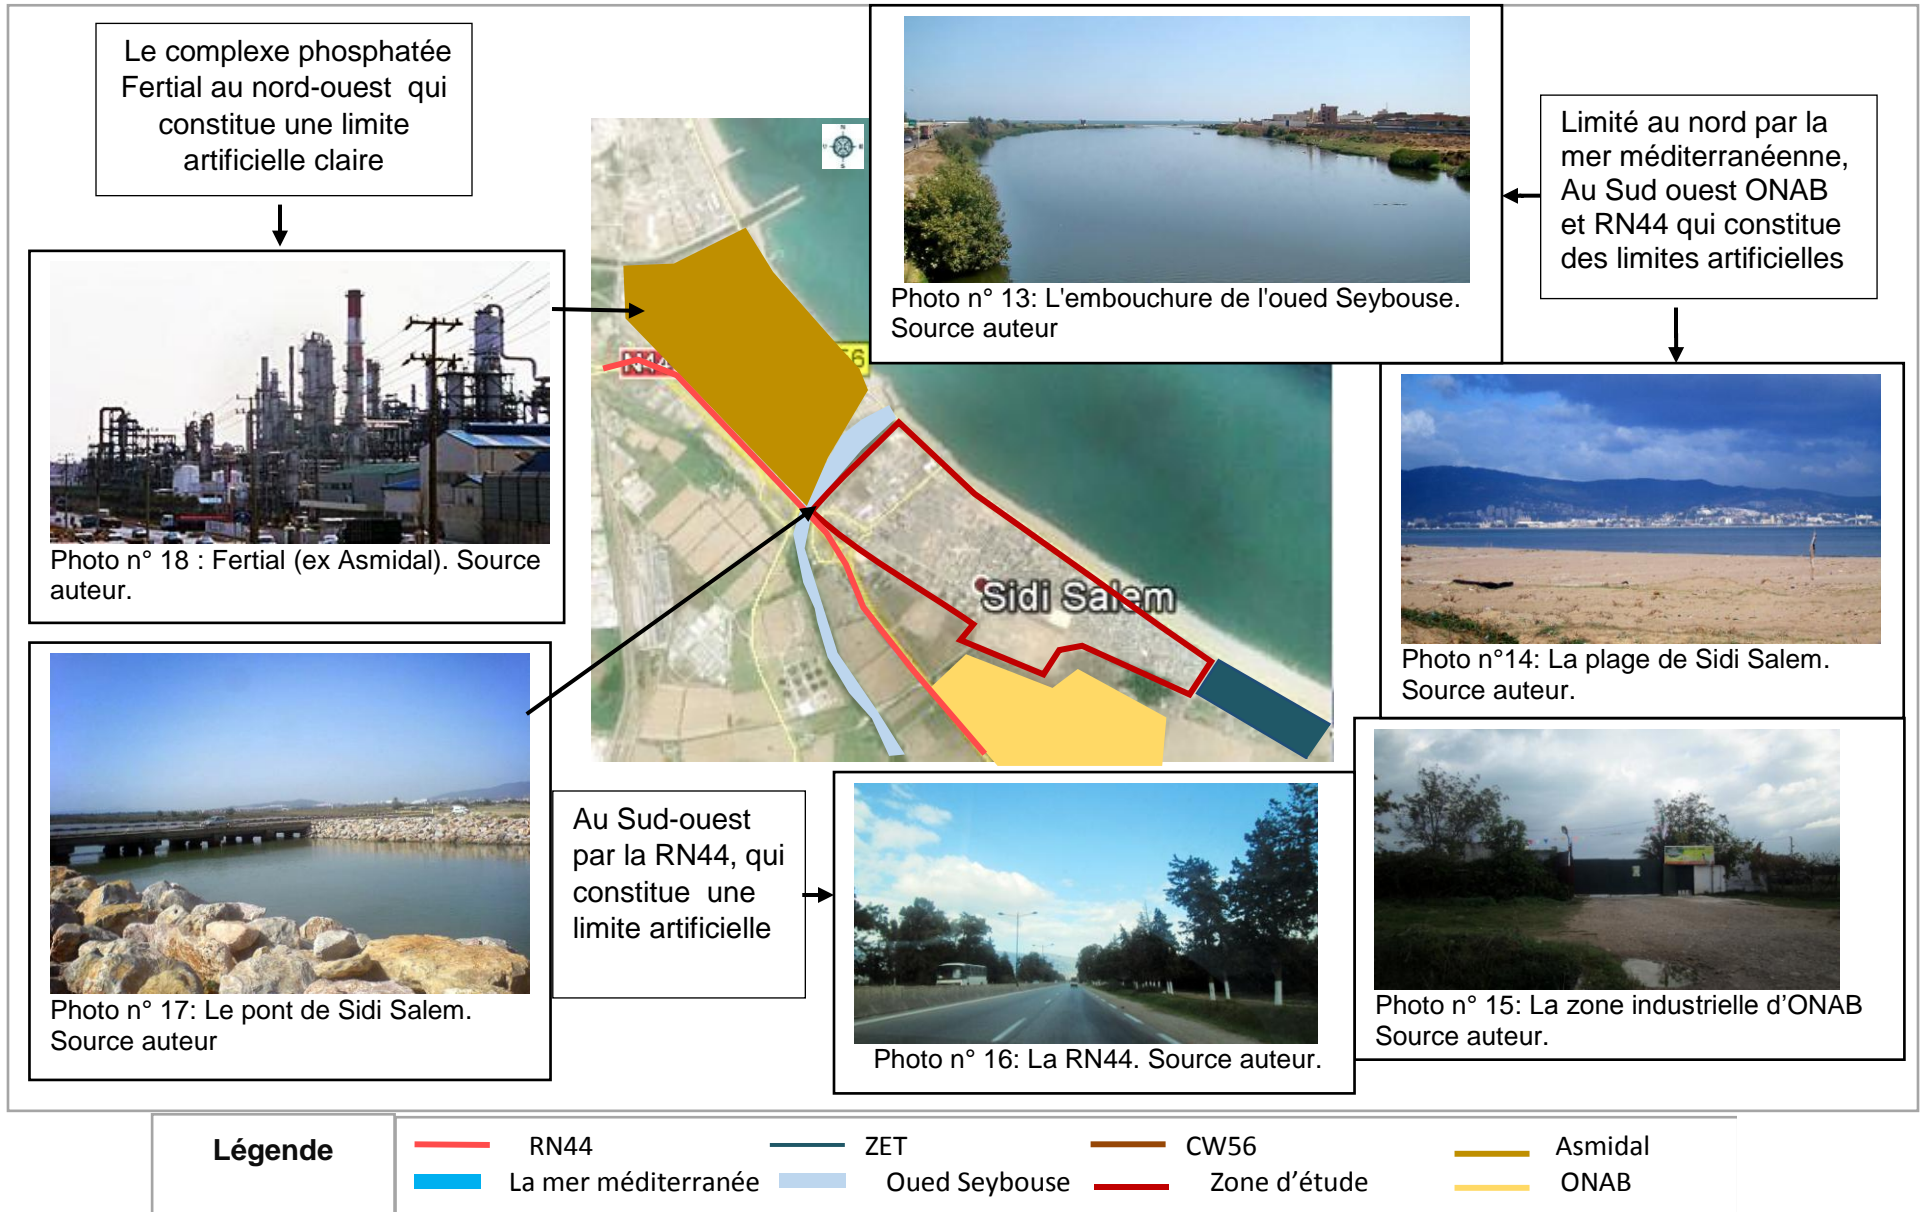 Le complexe phosphatée
Fertial au nord-ouest qui
constitue une limite
artificielle claire
Photo n° 13: L'embouchure de l'oued Seybouse.
Source auteur
Limité au nord par la
mer méditerranéenne,
Au Sud ouest ONAB
et RN44 qui constitue
des limites artificielles
Photo n° 18 : Fertial (ex Asmidal). Source
auteur.
N
56
Sidi Salem
Photo n°14: La plage de Sidi Salem.
Source auteur.
Photo n° 17: Le pont de Sidi Salem.
Source auteur
Au Sud-ouest
par la RN44, qui
constitue une
limite artificielle
Photo n° 16: La RN44. Source auteur.
Photo n° 15: La zone industrielle d’ONAB
Source auteur.
Légende
RN44 ZET CW56 Asmidal
La mer méditerranée Oued Seybouse Zone d’étude ONAB